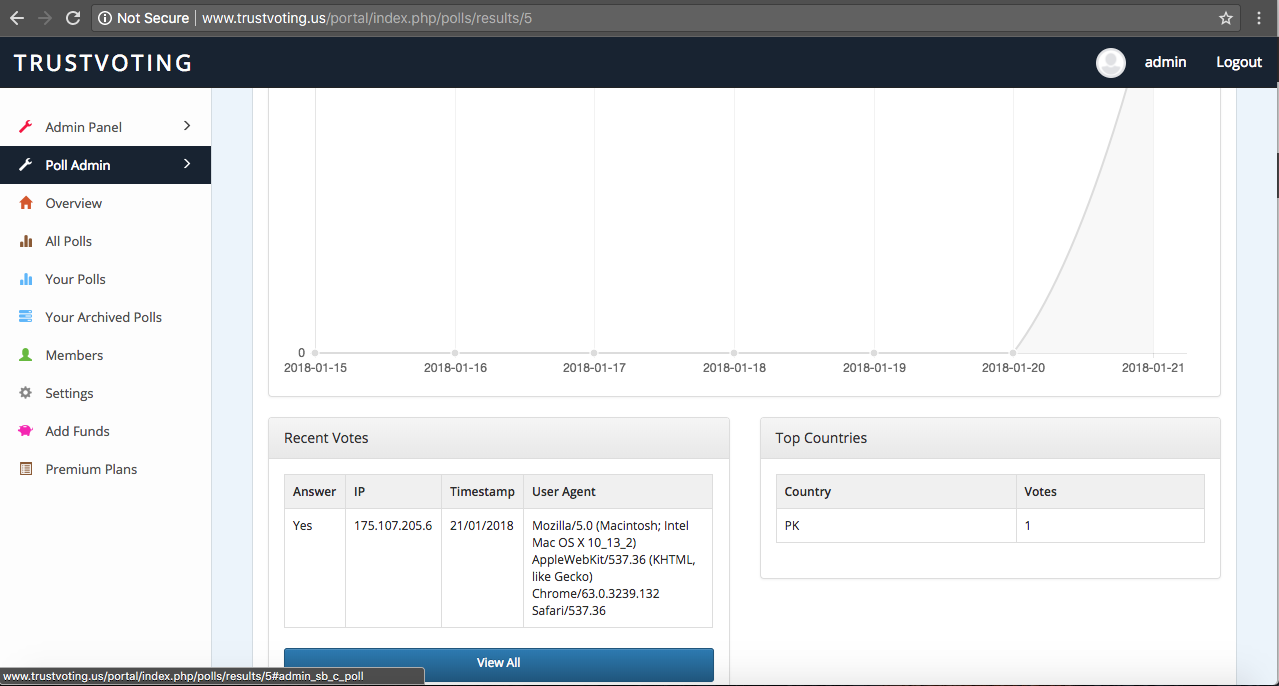 Not Secure | www.trustvoting.us/portal/index.php/polls/results/5
TRUSTVOTING
admin
Logout
Admin Panel
Poll Admin
Overview
All Polls
Your Polls
Your Archived Polls
Members
Settings
Add Funds
Premium Plans
0
2018-01-15 2018-01-16 2018-01-17 2018-01-18 2018-01-19 2018-01-20 2018-01-21
Recent Votes
Answer IP Timestamp User Agent
Yes 175.107.205.6 21/01/2018 Mozilla/5.0 (Macintosh; Intel
Mac OS X 10_13_2)
AppleWebKit/537.36 (KHTML,
like Gecko)
Chrome/63.0.3239.132
Safari/537.36
View All
Top Countries
Country Votes
PK 1
www.trustvoting.us/portal/index.php/polls/results/5#admin_sb_c_poll